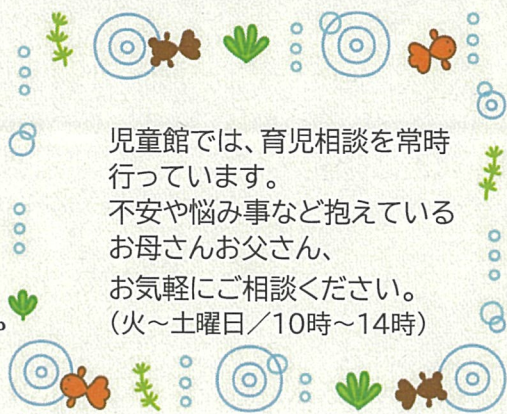 児童館では、育児相談を常時
行っています。
不安や悩み事など抱えている
お母さんお父さん、
お気軽にご相談ください。
（火～土曜日／10時～14時）